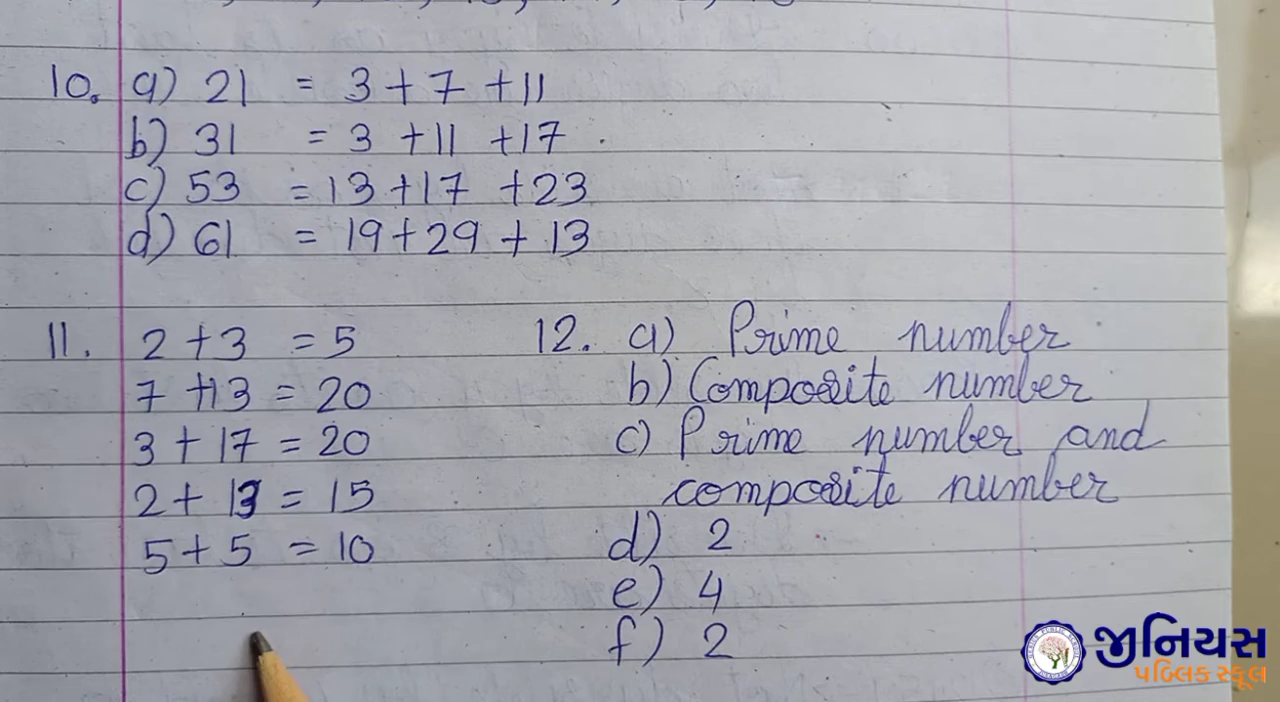 10. a) 21 = 3 + 7 + 11
b) 31 = 3 + 11 + 17 .
c) 53 = 13 + 17 + 23
d) 61 = 19 + 29 + 13
11. 2 + 3 = 5
7 + 13 = 20
3 + 17 = 20
2 + 13 = 15
5 + 5 = 10
12. a) Prime number
b) Composite number
c) Prime number and
composite number
d) 2
e) 4
f) 2
જીનિયસ
પબ્લિક સ્કૂલ